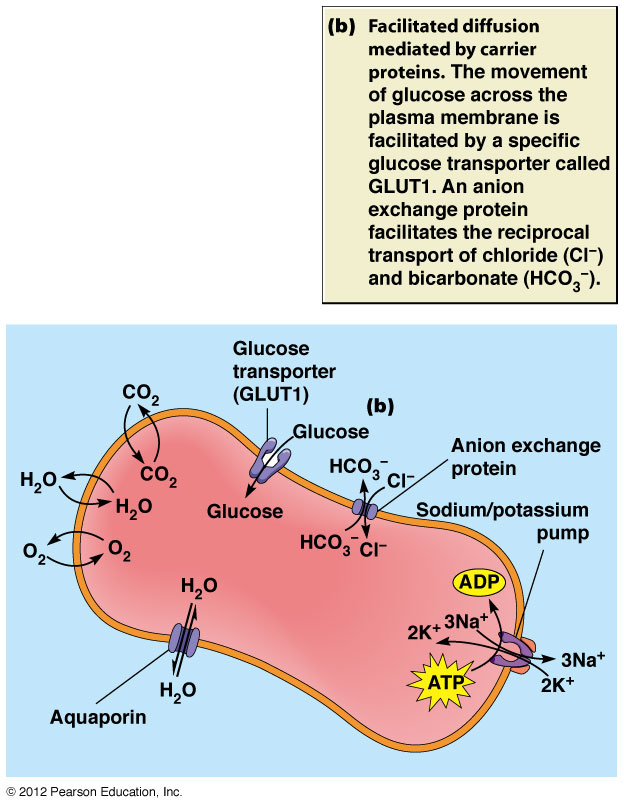 (b) Facilitated diffusion
mediated by carrier
proteins. The movement
of glucose across the
plasma membrane is
facilitated by a specific
glucose transporter called
GLUT1. An anion
exchange protein
facilitates the reciprocal
transport of chloride (Cl⁻)
and bicarbonate (HCO₃⁻).
Glucose
transporter
(GLUT1)
(b)
CO₂
Glucose
Anion exchange
protein
HCO₃⁻
Cl⁻
CO₂
H₂O
H₂O
Glucose
Sodium/potassium
pump
HCO₃⁻
Cl⁻
O₂
O₂
H₂O
ADP
2K⁺
3Na⁺
3Na⁺
2K⁺
ATP
H₂O
Aquaporin
© 2012 Pearson Education, Inc.